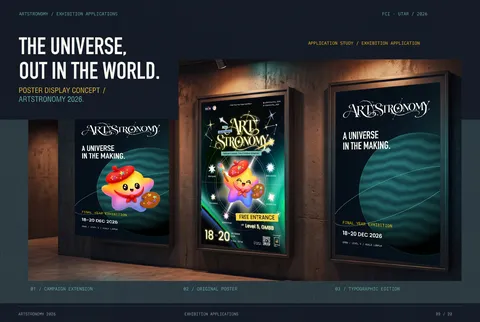 ARTSTRONOMY / EXHIBITION APPLICATIONS
FICI · UTAR / 2026
THE UNIVERSE,
OUT IN THE WORLD.
APPLICATION STUDY / EXHIBITION APPLICATION
POSTER DISPLAY CONCEPT /
ARTSTRONOMY 2026.
ARTSTRONOMY
A UNIVERSE
IN THE MAKING.
FINAL YEAR EXHIBITION
18–20 DEC 2026
ARTSTRONOMY
FREE ENTRANCE
18–20
ARTSTRONOMY
A UNIVERSE
IN THE MAKING.
FINAL YEAR EXHIBITION
18–20 DEC 2026
01 / CAMPAIGN EXTENSION
02 / ORIGINAL POSTER
03 / TYPOGRAPHIC EDITION
ARTSTRONOMY 2026
EXHIBITION APPLICATIONS